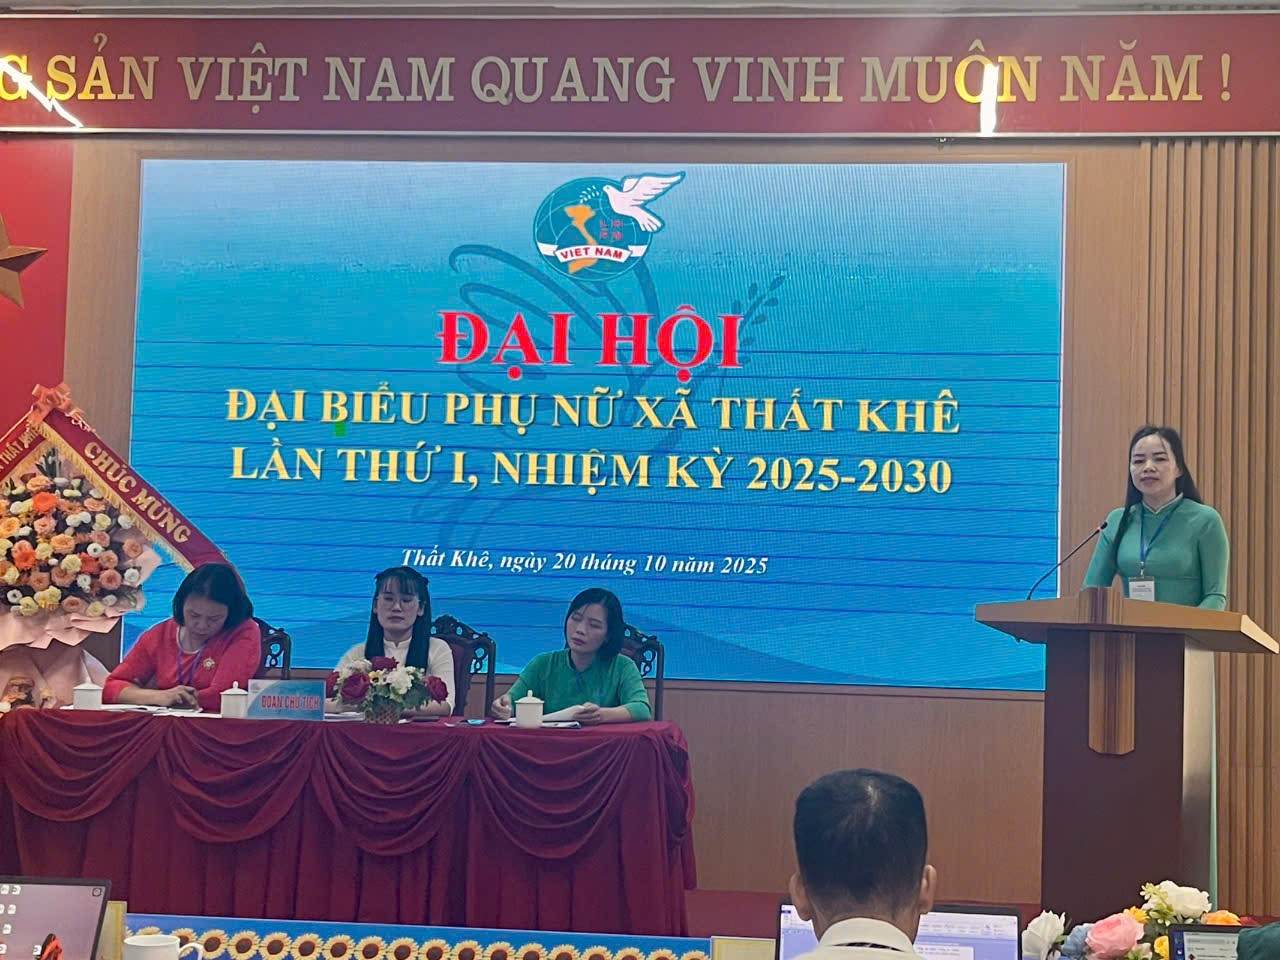 G SẢN VIỆT NAM QUANG VINH MUÔN NĂM !
VIET NAM
ĐẠI HỘI
ĐẠI BIỂU PHỤ NỮ XÃ THẤT KHÊ
LẦN THỨ I, NHIỆM KỲ 2025-2030
Thất Khê, ngày 20 tháng 10 năm 2025
CHÚC MỪNG
ĐOÀN CHỦ TỊCH